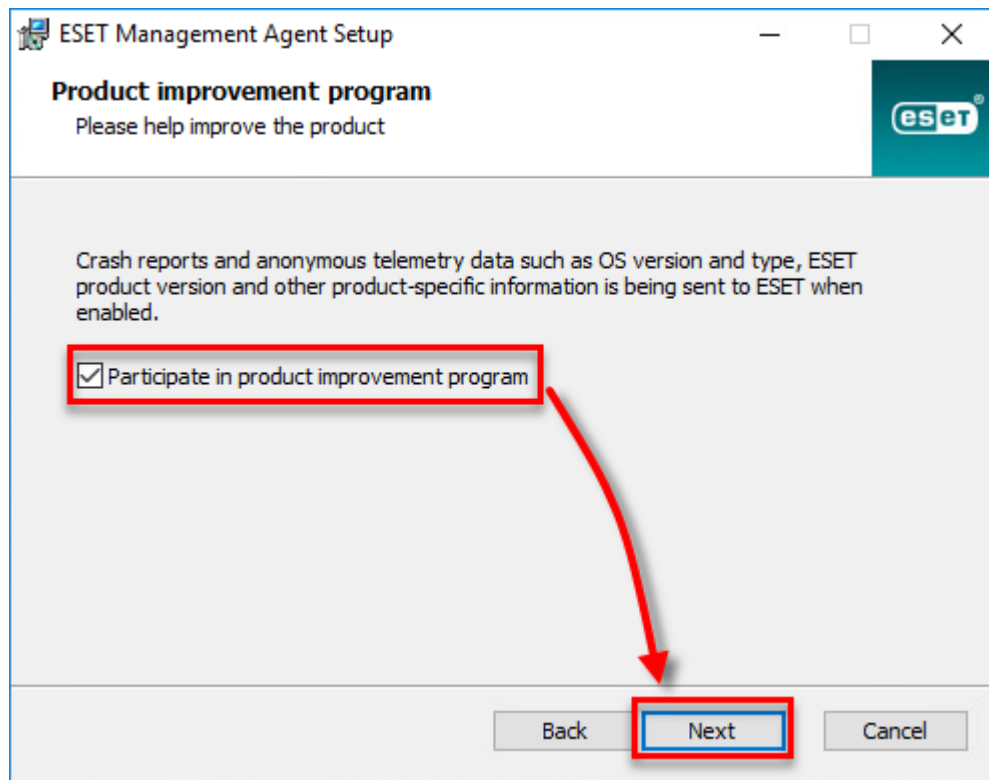 ESET Management Agent Setup
Product improvement program
Please help improve the product
eseT®
Crash reports and anonymous telemetry data such as OS version and type, ESET
product version and other product-specific information is being sent to ESET when
enabled.
Participate in product improvement program
Back
Next
Cancel